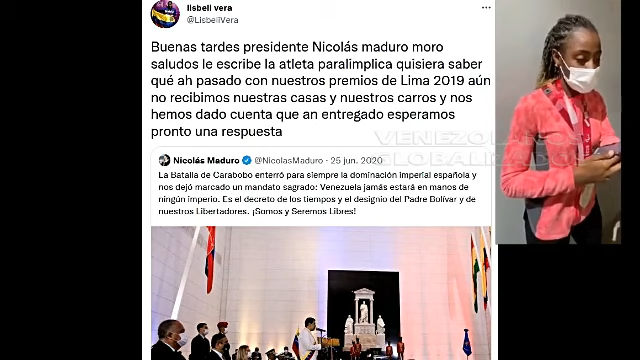 lisbeli vera
@LisbeliVera
Buenas tardes presidente Nicolás maduro moro
saludos le escribe la atleta paralimplica quisiera saber
qué ah pasado con nuestros premios de Lima 2019 aún
no recibimos nuestras casas y nuestros carros y nos
hemos dado cuenta que an entregado esperamos
pronto una respuesta
Nicolás Maduro @NicolasMaduro · 25 jun. 2020
La Batalla de Carabobo enterró para siempre la dominación imperial española y
nos dejó marcado un mandato sagrado: Venezuela jamás estará en manos de
ningún imperio. Es el decreto de los tiempos y el designio del Padre Bolívar y de
nuestros Libertadores. ¡Somos y Seremos Libres!
VENEZOLANOS
GLOBALIZADOS